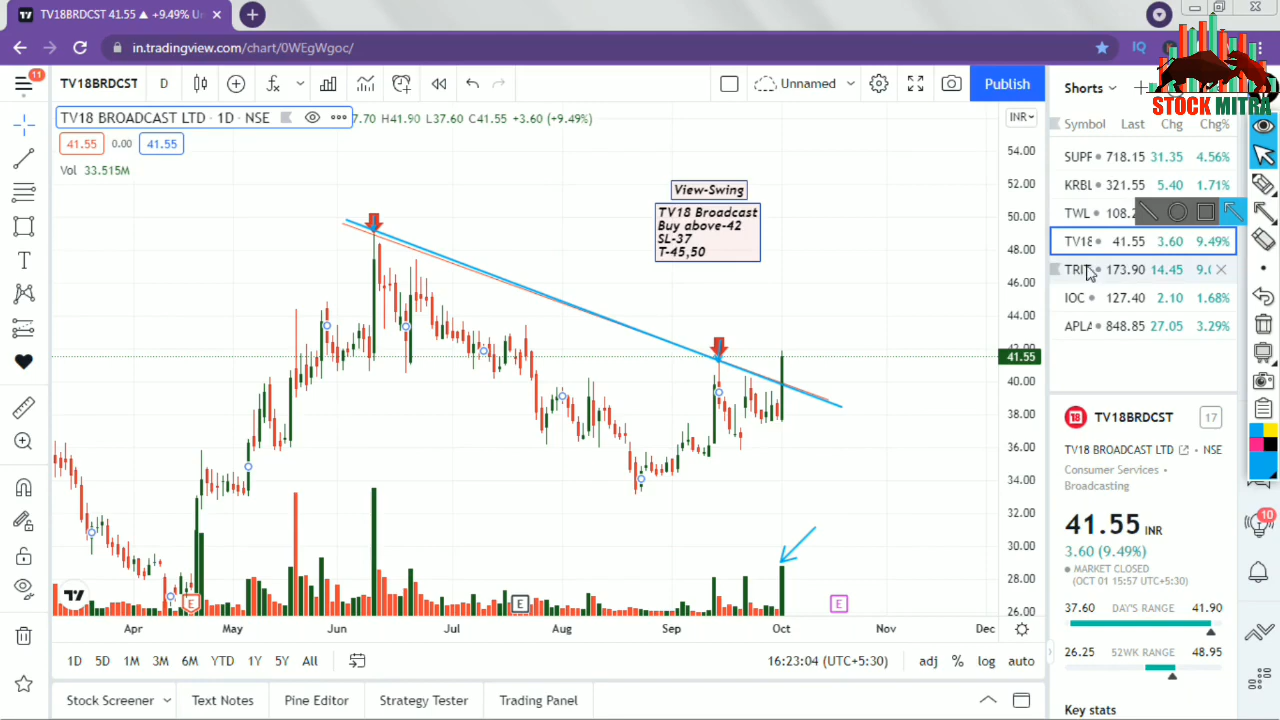 TV18BRDCST 41.55 ▲ +9.49% U
in.tradingview.com/chart/0WEgWgoc/
IQ
STOCK MITRA
11
TV18BRDCST D
Unnamed
Publish
Shorts
TV18 BROADCAST LTD · 1D · NSE
7.70 H41.90 L37.60 C41.55 +3.60 (+9.49%)
INR
41.55 0.00 41.55
Vol 33.515M
View-Swing
TV18 Broadcast
Buy above-42
SL-37
T-45,50
54.00
52.00
50.00
48.00
46.00
44.00
42.00
41.55
40.00
38.00
36.00
34.00
32.00
30.00
28.00
26.00
E
E
E
Apr May Jun Jul Aug Sep Oct Nov Dec
1D 5D 1M 3M 6M YTD 1Y 5Y All
16:23:04 (UTC+5:30)
adj % log auto
Stock Screener Text Notes Pine Editor Strategy Tester Trading Panel
Symbol Last Chg Chg%
SUPF 718.15 31.35 4.56%
KRBL 321.55 5.40 1.71%
TWL 108.2
TV18 41.55 3.60 9.49%
TRIT 173.90 14.45 9.0
IOC 127.40 2.10 1.68%
APLA 848.85 27.05 3.29%
18 TV18BRDCST 17
TV18 BROADCAST LTD · NSE
Consumer Services •
Broadcasting
41.55 INR
3.60 (9.49%)
MARKET CLOSED
(OCT 01 15:57 UTC+5:30)
37.60 DAY'S RANGE 41.90
26.25 52WK RANGE 48.95
Key stats
10